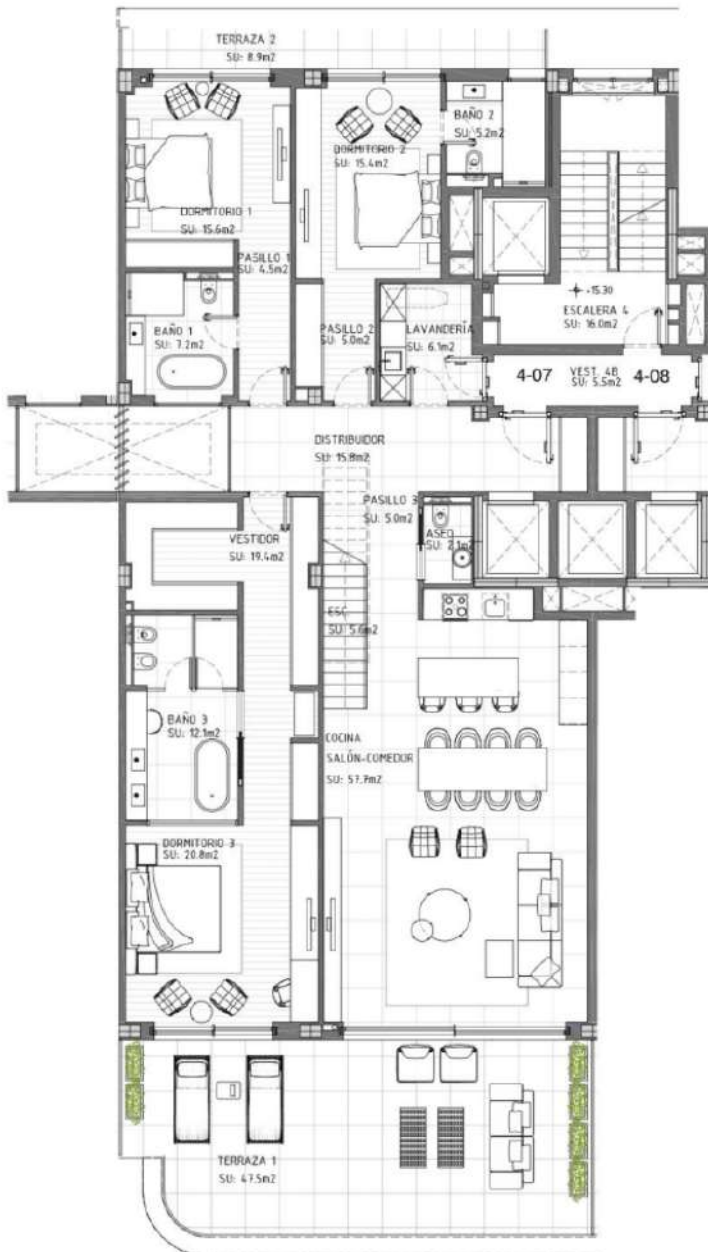 TERRAZA 2
SU: 8.9m2
BAÑO 2
SU: 5.2m2
DORMITORIO 2
SU: 15.4m2
DORMITORIO 1
SU: 15.6m2
PASILLO 1
SU: 4.5m2
+15.30
ESCALERA 4
SU: 16.0m2
BAÑO 1
SU: 7.2m2
PASILLO 2
SU: 5.0m2
LAVANDERÍA
SU: 6.1m2
4-07
VEST. 4B
SU: 5.5m2
4-08
DISTRIBUIDOR
SU: 15.8m2
PASILLO 3
SU: 5.0m2
ASEO
SU: 2.1m2
VESTIDOR
SU: 19.4m2
ESC
SU: 5.6m2
BAÑO 3
SU: 12.1m2
COCINA
SALÓN-COMEDOR
SU: 57.7m2
DORMITORIO 3
SU: 20.8m2
TERRAZA 1
SU: 47.5m2